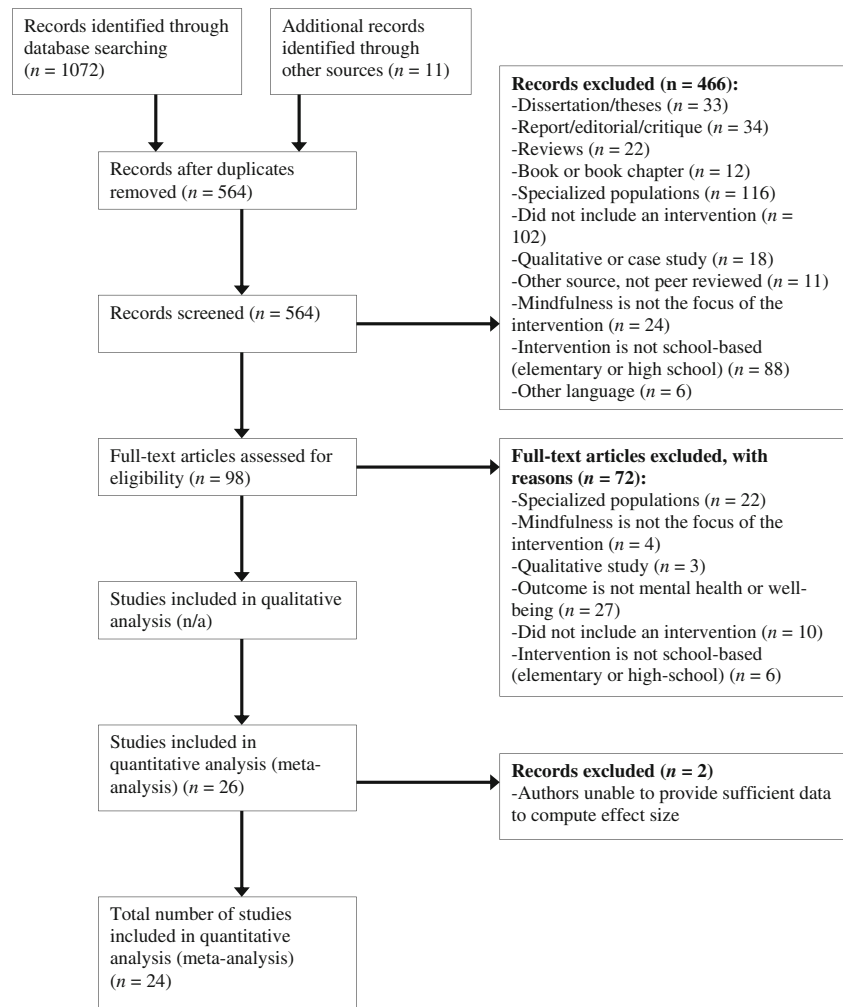 Records identified through
database searching
(n = 1072)
Additional records
identified through
other sources (n = 11)
Records after duplicates
removed (n = 564)
Records screened (n = 564)
Records excluded (n = 466):
-Dissertation/theses (n = 33)
-Report/editorial/critique (n = 34)
-Reviews (n = 22)
-Book or book chapter (n = 12)
-Specialized populations (n = 116)
-Did not include an intervention (n =
102)
-Qualitative or case study (n = 18)
-Other source, not peer reviewed (n = 11)
-Mindfulness is not the focus of the
intervention (n = 24)
-Intervention is not school-based
(elementary or high school) (n = 88)
-Other language (n = 6)
Full-text articles assessed for
eligibility (n = 98)
Full-text articles excluded, with
reasons (n = 72):
-Specialized populations (n = 22)
-Mindfulness is not the focus of the
intervention (n = 4)
-Qualitative study (n = 3)
-Outcome is not mental health or well-
being (n = 27)
-Did not include an intervention (n = 10)
-Intervention is not school-based
(elementary or high-school) (n = 6)
Studies included in qualitative
analysis (n/a)
Studies included in
quantitative analysis (meta-
analysis) (n = 26)
Records excluded (n = 2)
-Authors unable to provide sufficient data
to compute effect size
Total number of studies
included in quantitative
analysis (meta-analysis)
(n = 24)